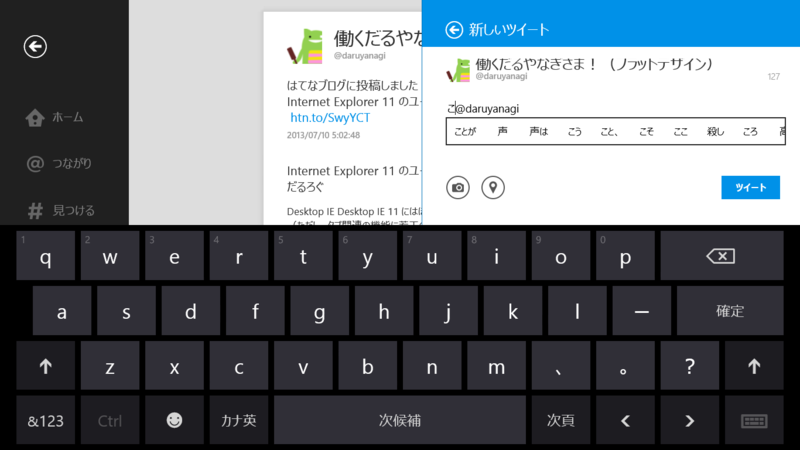 ホーム
つながり
見つける
働くだるやな
@daruyanagi
はてなブログに投稿しました
Internet Explorer 11 のユー
htn.to/SwyYCT
2013/07/10 5:02:48
Internet Explorer 11 のユー
だるろぐ
Desktop IE Desktop IE 11 には
新しいツイート
働くだるやなぎさま！（フラットデザイン）
@daruyanagi
127
こ@daruyanagi
ことが 声 声は こう こと、 こそ ここ 殺し ころ 高
ツイート
1 2 3 4 5 6 7 8 9 0
q w e r t y u i o p
a s d f g h j k l ー 確定
z x c v b n m 、 。 ?
&123 Ctrl カナ英 次候補 次頁 < >